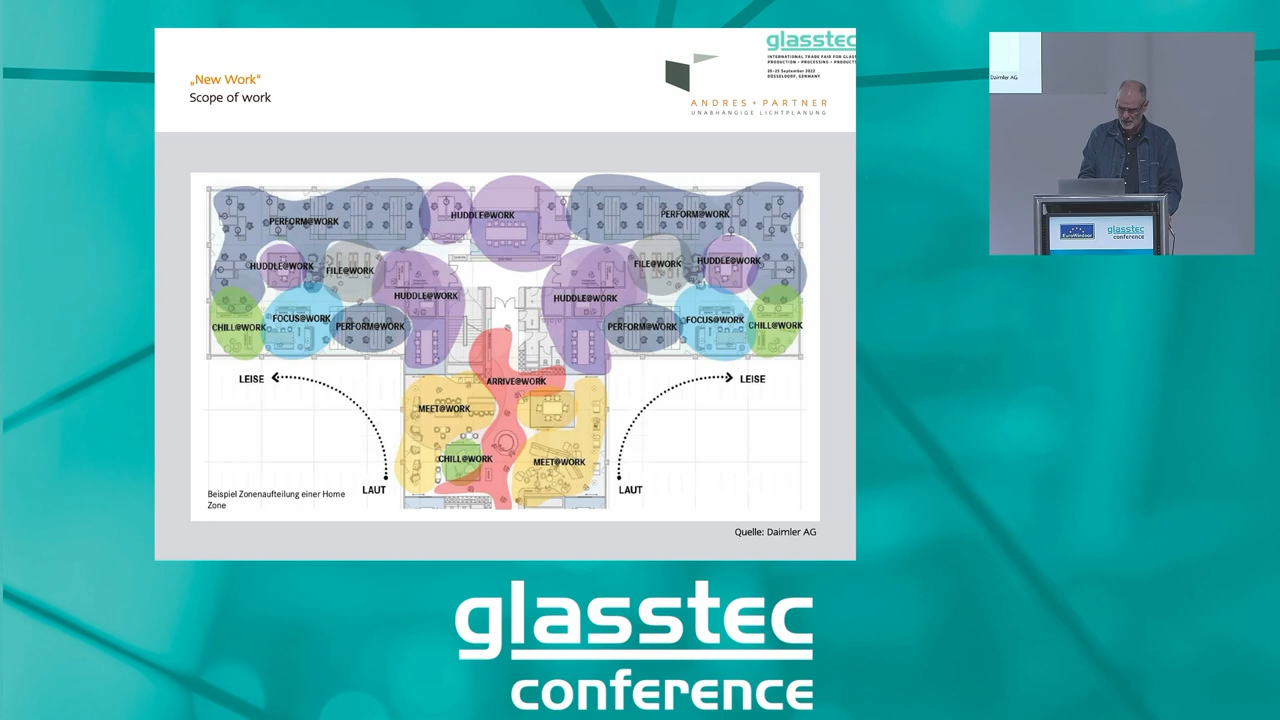 „New Work“
Scope of work
glasstec
INTERNATIONAL TRADE FAIR FOR GLASS
PRODUCTION • PROCESSING • PRODUCTS
20–23 September 2022
DÜSSELDORF, GERMANY
ANDRES + PARTNER
UNABHÄNGIGE LICHTPLANUNG
PERFORM@WORK
HUDDLE@WORK
PERFORM@WORK
HUDDLE@WORK
FILE@WORK
FILE@WORK
HUDDLE@WORK
HUDDLE@WORK
HUDDLE@WORK
CHILL@WORK
FOCUS@WORK
PERFORM@WORK
PERFORM@WORK
FOCUS@WORK
CHILL@WORK
LEISE
ARRIVE@WORK
LEISE
MEET@WORK
CHILL@WORK
MEET@WORK
LAUT
LAUT
Beispiel Zonenaufteilung einer Home
Zone
Quelle: Daimler AG
Daimler AG
EuroWindoor
glasstec
conference
glasstec
conference